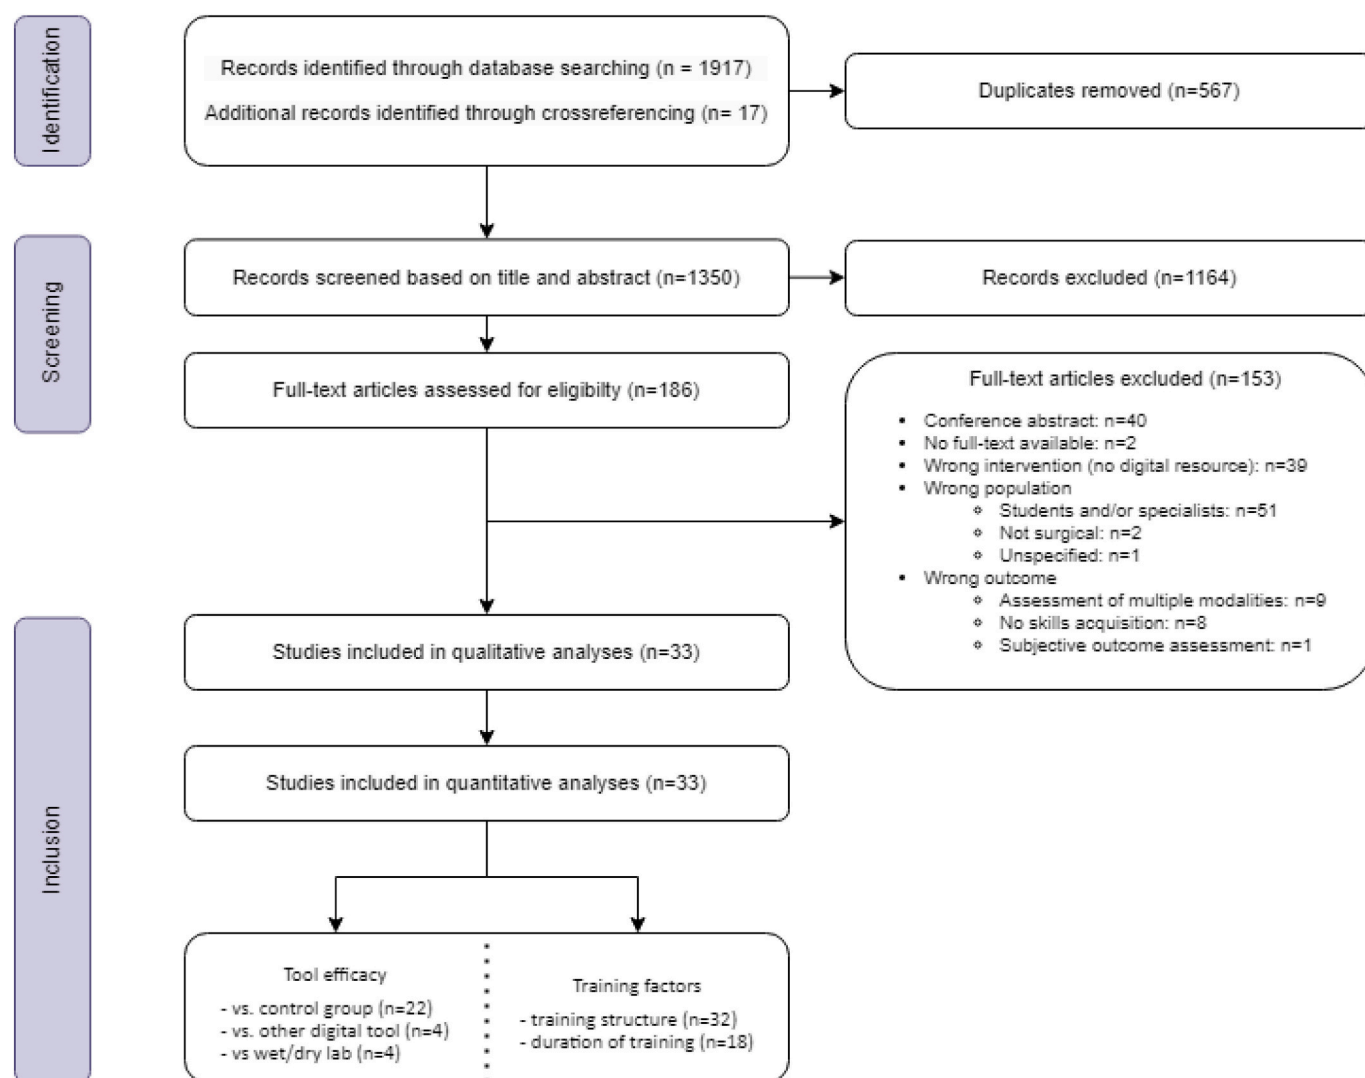 Identification
Records identified through database searching (n = 1917)
Additional records identified through crossreferencing (n= 17)
Duplicates removed (n=567)
Screening
Records screened based on title and abstract (n=1350)
Records excluded (n=1164)
Full-text articles assessed for eligibilty (n=186)
Full-text articles excluded (n=153)
• Conference abstract: n=40
• No full-text available: n=2
• Wrong intervention (no digital resource): n=39
• Wrong population
Students and/or specialists: n=51
Not surgical: n=2
Unspecified: n=1
• Wrong outcome
Assessment of multiple modalities: n=9
No skills acquisition: n=8
Subjective outcome assessment: n=1
Inclusion
Studies included in qualitative analyses (n=33)
Studies included in quantitative analyses (n=33)
Tool efficacy
- vs. control group (n=22)
- vs. other digital tool (n=4)
- vs wet/dry lab (n=4)
Training factors
- training structure (n=32)
- duration of training (n=18)